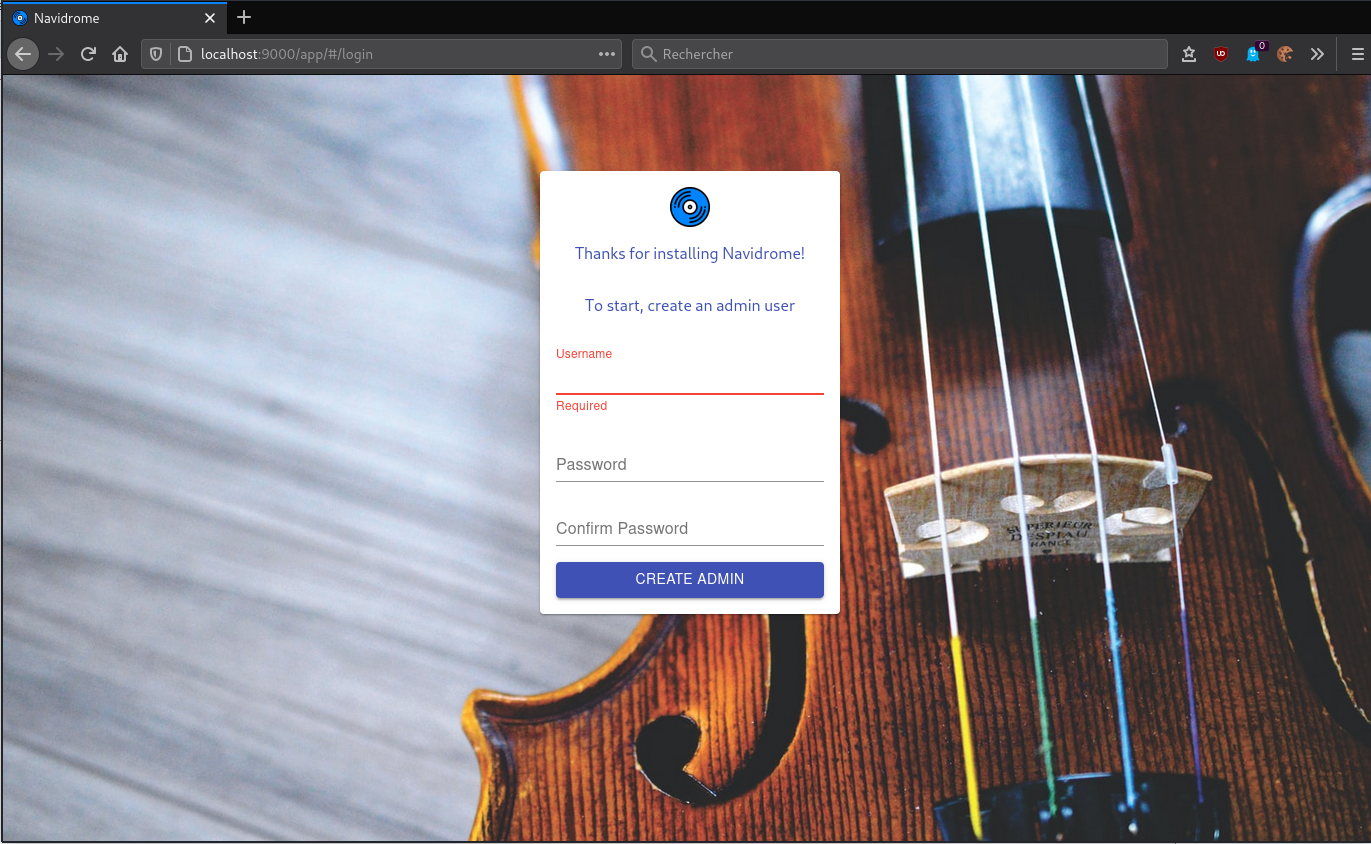 Navidrome
localhost:9000/app/#/login
Rechercher
0
Thanks for installing Navidrome!
To start, create an admin user
Username
Required
Password
Confirm Password
CREATE ADMIN
SUPERIEUR
DESPIAU
FRANCE